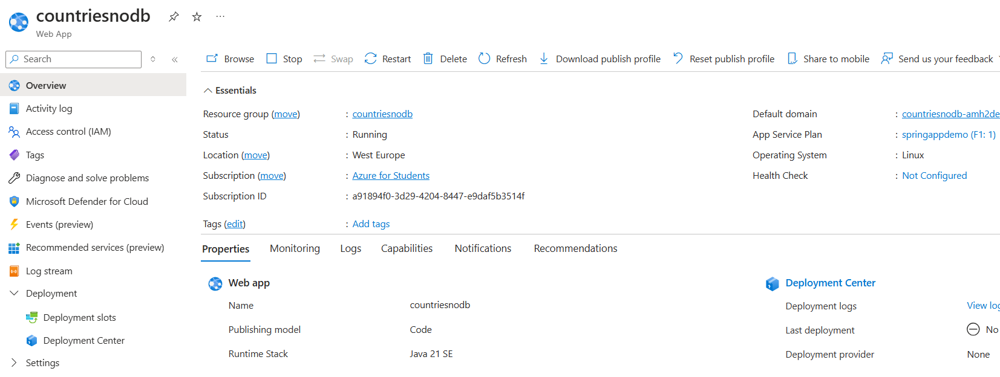 countriesnodb
Web App
Search
Browse Stop Swap Restart Delete Refresh Download publish profile Reset publish profile Share to mobile Send us your feedback
Overview
Activity log
Access control (IAM)
Tags
Diagnose and solve problems
Microsoft Defender for Cloud
Events (preview)
Recommended services (preview)
Log stream
Deployment
Deployment slots
Deployment Center
Settings
Essentials
Resource group (move) : countriesnodb
Status : Running
Location (move) : West Europe
Subscription (move) : Azure for Students
Subscription ID : a91894f0-3d29-4204-8447-e9daf5b3514f
Tags (edit) : Add tags
Default domain : countriesnodb-amh2de
App Service Plan : springappdemo (F1: 1)
Operating System : Linux
Health Check : Not Configured
Properties Monitoring Logs Capabilities Notifications Recommendations
Web app
Name countriesnodb
Publishing model Code
Runtime Stack Java 21 SE
Deployment Center
Deployment logs View log
Last deployment No
Deployment provider None